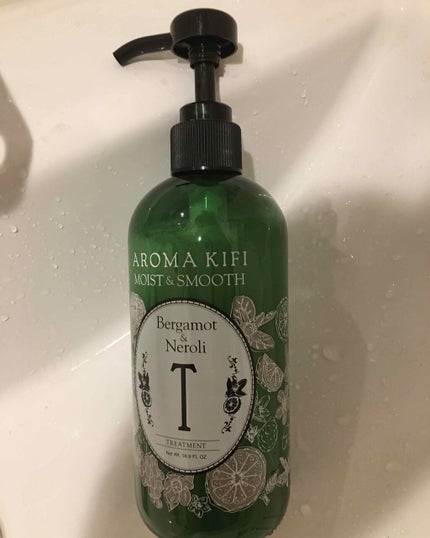 AROMA KIFI
MOIST & SMOOTH
Bergamot
&
Neroli
T
TREATMENT
Net Wt. 16.9 FL OZ